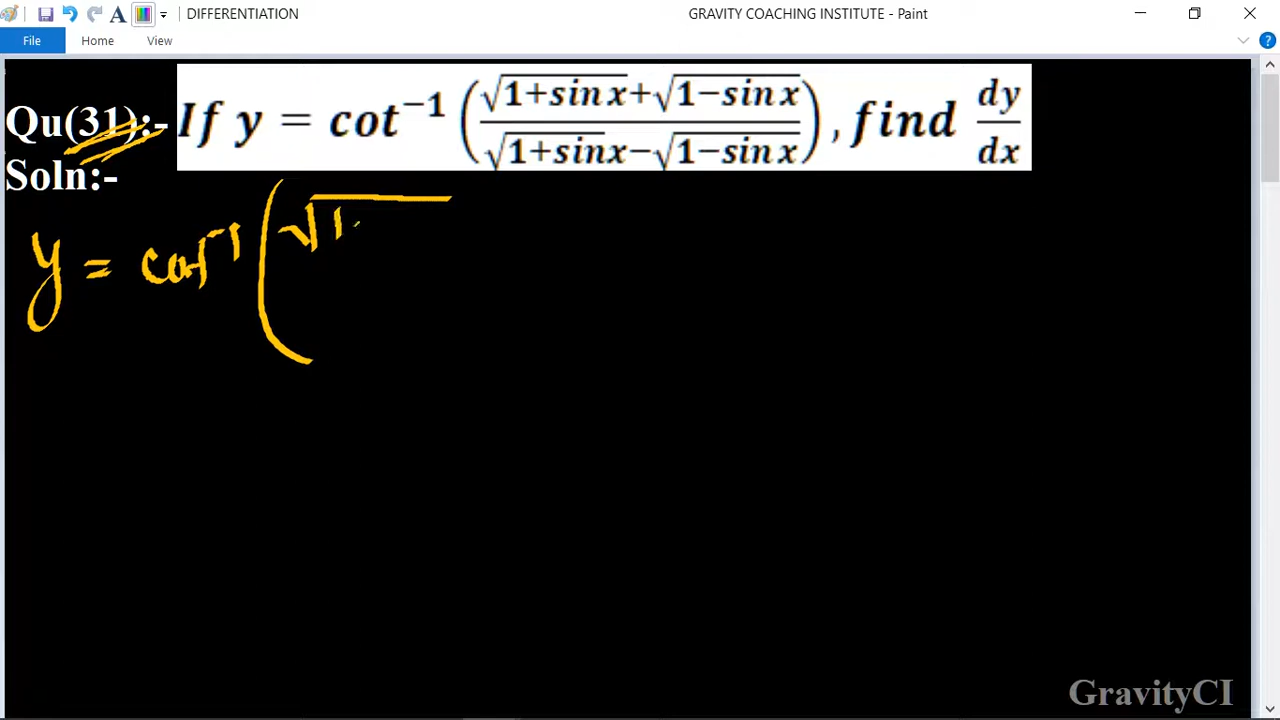 DIFFERENTIATION GRAVITY COACHING INSTITUTE - Paint
File Home View
Qu(31):- If y = cot⁻¹ ((√1+sin x+√1−sin x)/(√1+sinx−√1−sin x)), find dy/dx
Soln:-
y = cot⁻¹ (√1
GravityCI